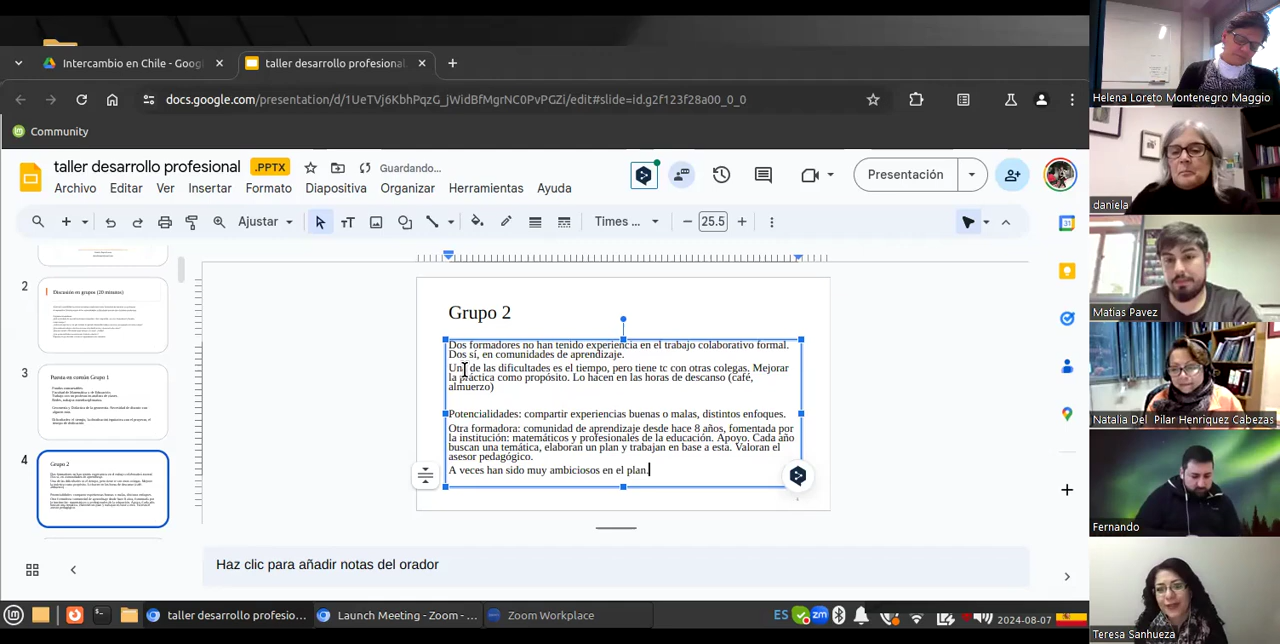 Intercambio en Chile - Goog
taller desarrollo profesional.
docs.google.com/presentation/d/1UeTVj6KbhPqzG_jWidBfMgrNC0PvPGZi/edit#slide=id.g2f123f28a00_0_0
Community
taller desarrollo profesional
.PPTX
Guardando...
Archivo Editar Ver Insertar Formato Diapositiva Organizar Herramientas Ayuda
Presentación
Ajustar
Times ...
25.5
2
Discusión en grupos (20 minutos)
3
Puesta en común Grupo 1
4
Grupo 2
Grupo 2
Dos formadores no han tenido experiencia en el trabajo colaborativo formal.
Dos sí, en comunidades de aprendizaje.
Una de las dificultades es el tiempo, pero tiene tc con otras colegas. Mejorar
la práctica como propósito. Lo hacen en las horas de descanso (café,
almuerzo)
Potencialidades: compartir experiencias buenas o malas, distintos enfoques.
Otra formadora: comunidad de aprendizaje desde hace 8 años, fomentada por
la institución: matemáticos y profesionales de la educación. Apoyo. Cada año
buscan una temática, elaboran un plan y trabajan en base a esta. Valoran el
asesor pedagógico.
A veces han sido muy ambiciosos en el plan.
Haz clic para añadir notas del orador
taller desarrollo profesio...
Launch Meeting - Zoom -
Zoom Workplace
ES
zm
2024-08-07
Helena Loreto Montenegro Maggio
daniela
Matias Pavez
Natalia Del Pilar Henriquez Cambe
Fernando
Teresa Sanhueza